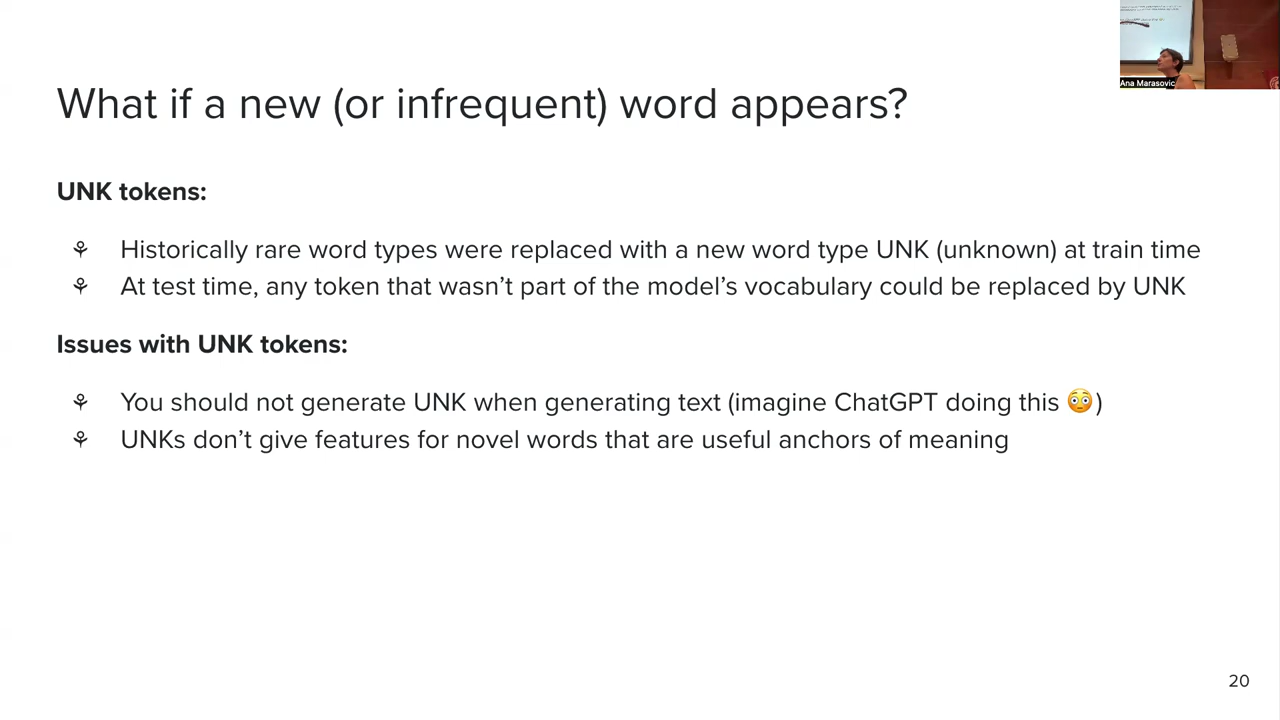 Ana Marasovic
What if a new (or infrequent) word appears?
UNK tokens:
⚘ Historically rare word types were replaced with a new word type UNK (unknown) at train time
⚘ At test time, any token that wasn’t part of the model’s vocabulary could be replaced by UNK
Issues with UNK tokens:
⚘ You should not generate UNK when generating text (imagine ChatGPT doing this 😳)
⚘ UNKs don’t give features for novel words that are useful anchors of meaning
20